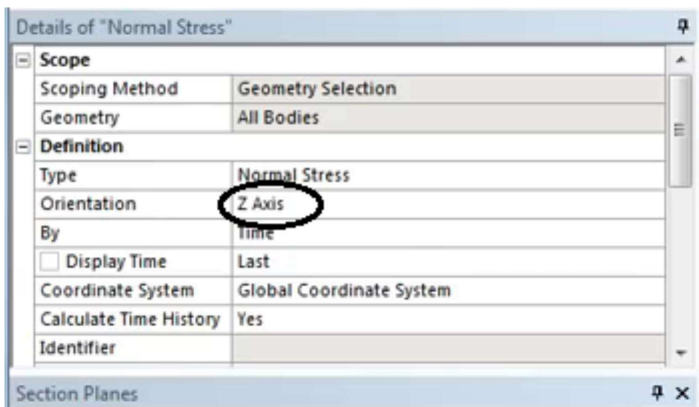 Details of "Normal Stress"
Scope
Scoping Method Geometry Selection
Geometry All Bodies
Definition
Type Normal Stress
Orientation Z Axis
By Time
Display Time Last
Coordinate System Global Coordinate System
Calculate Time History Yes
Identifier
Section Planes